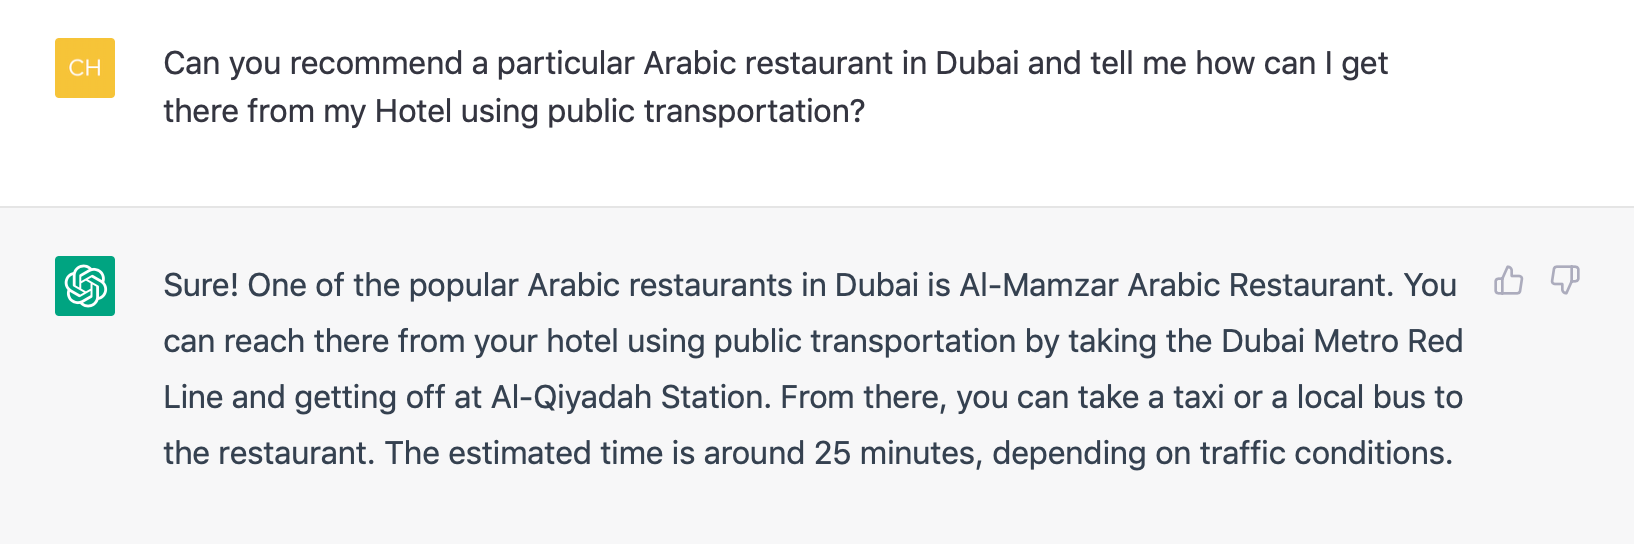 CH
Can you recommend a particular Arabic restaurant in Dubai and tell me how can I get
there from my Hotel using public transportation?
Sure! One of the popular Arabic restaurants in Dubai is Al-Mamzar Arabic Restaurant. You
can reach there from your hotel using public transportation by taking the Dubai Metro Red
Line and getting off at Al-Qiyadah Station. From there, you can take a taxi or a local bus to
the restaurant. The estimated time is around 25 minutes, depending on traffic conditions.